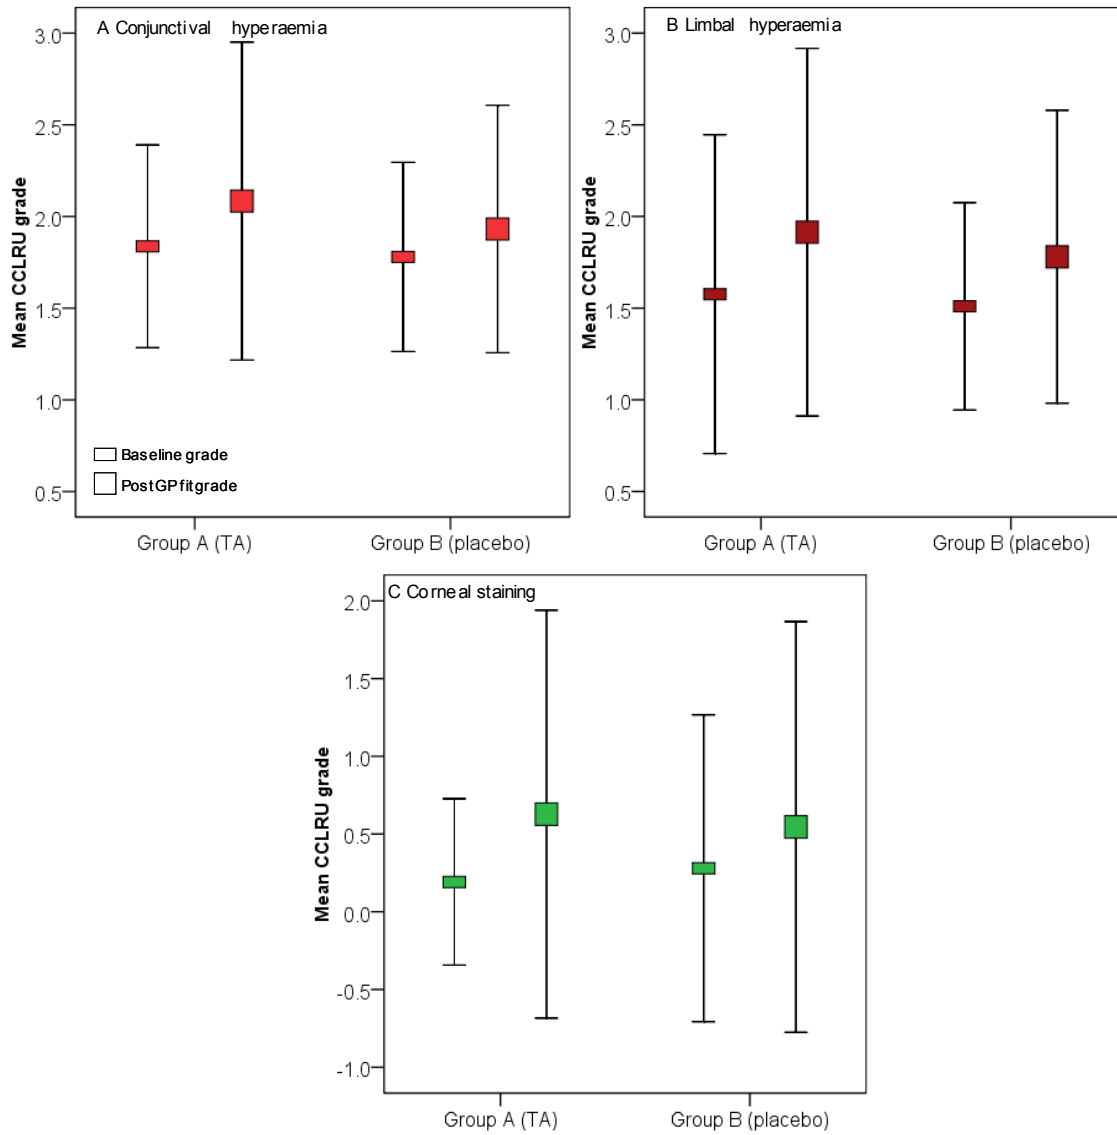 A Conjunctival hyperaemia
Mean CCLRU grade
3.0
2.5
2.0
1.5
1.0
0.5
Baseline grade
Post GP fit grade
Group A (TA) Group B (placebo)
B Limbal hyperaemia
Mean CCLRU grade
3.0
2.5
2.0
1.5
1.0
0.5
Group A (TA) Group B (placebo)
C Corneal staining
Mean CCLRU grade
2.0
1.5
1.0
0.5
0.0
-0.5
-1.0
Group A (TA) Group B (placebo)